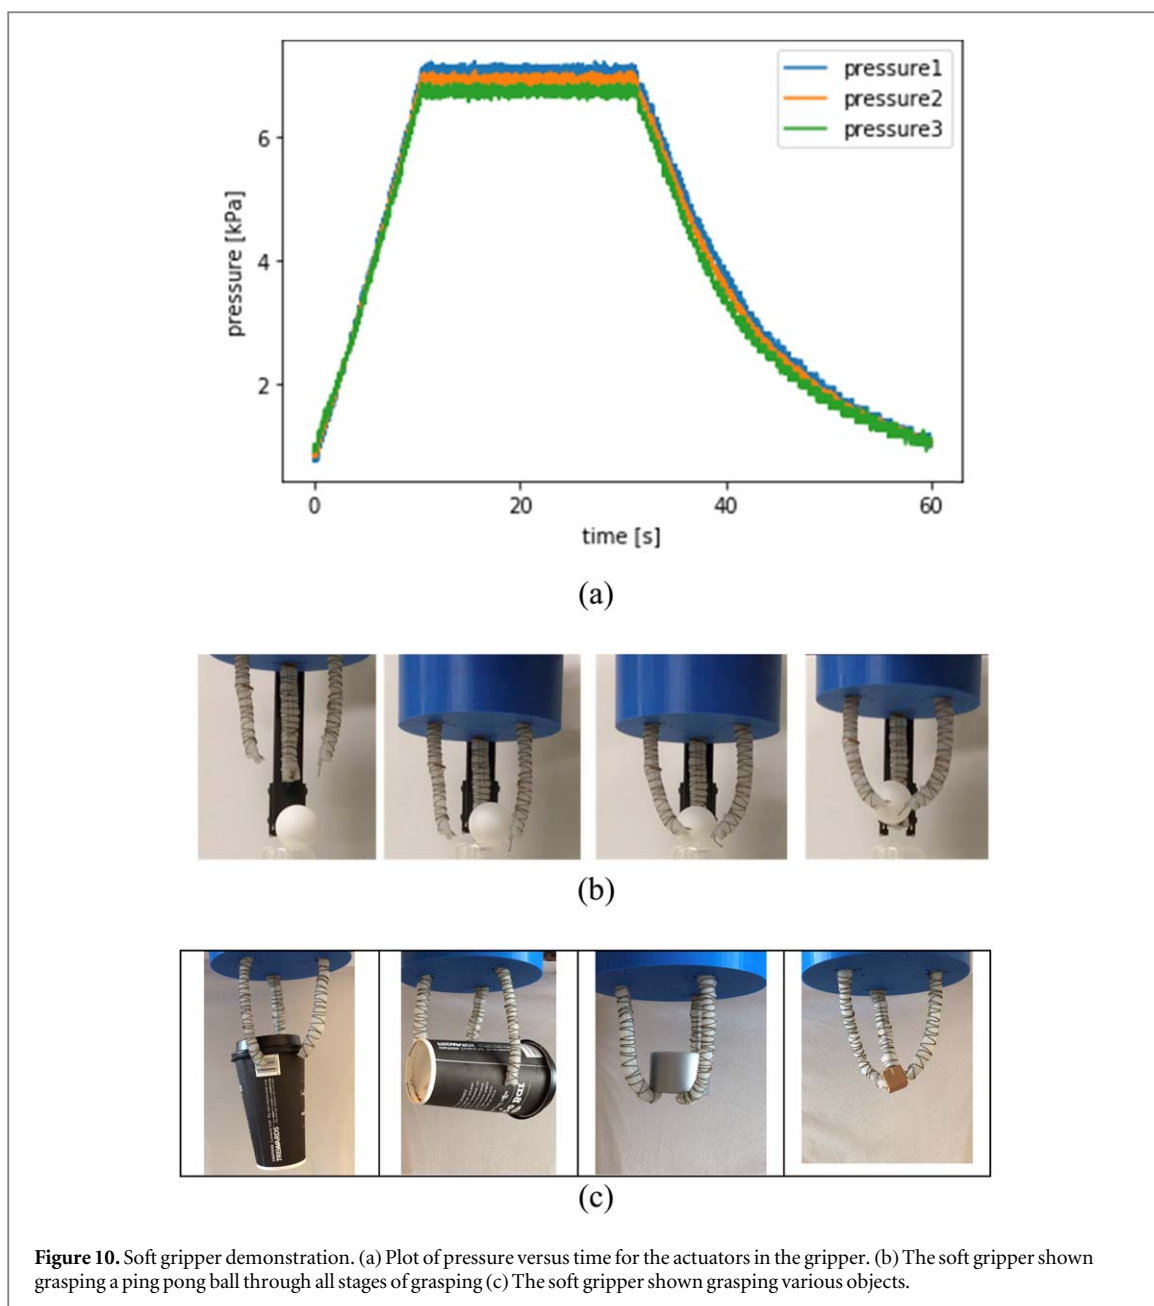 pressure1
pressure2
pressure3
6
4
2
pressure [kPa]
0 20 40 60
time [s]
(a)
(b)
TREWARDS
Bar
(c)
Figure 10. Soft gripper demonstration. (a) Plot of pressure versus time for the actuators in the gripper. (b) The soft gripper shown
grasping a ping pong ball through all stages of grasping (c) The soft gripper shown grasping various objects.